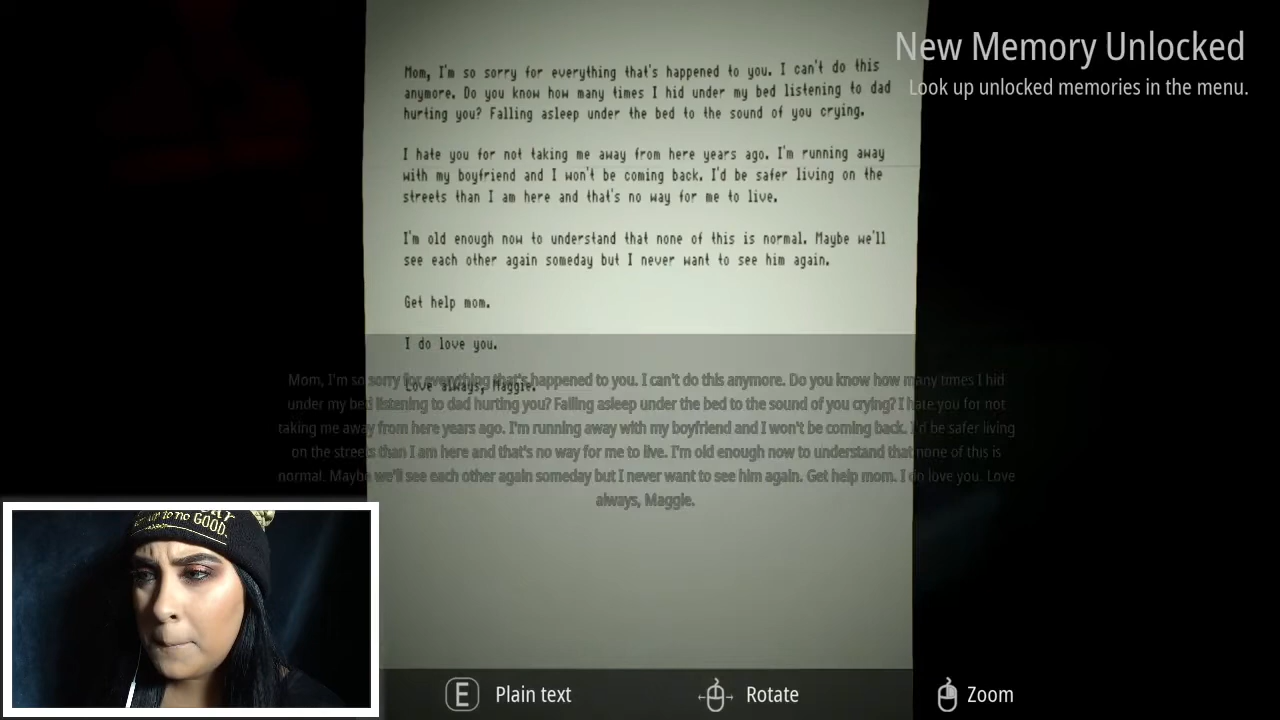 New Memory Unlocked
Look up unlocked memories in the menu.
Mom, I'm so sorry for everything that's happened to you. I can't do this
anymore. Do you know how many times I hid under my bed listening to dad
hurting you? Falling asleep under the bed to the sound of you crying.
I hate you for not taking me away from here years ago. I'm running away
with my boyfriend and I won't be coming back. I'd be safer living on the
streets than I am here and that's no way for me to live.
I'm old enough now to understand that none of this is normal. Maybe we'll
see each other again someday but I never want to see him again.
Get help mom.
I do love you.
Love always, Maggie.
Mom, I'm so sorry for everything that's happened to you. I can't do this anymore. Do you know how many times I hid
under my bed listening to dad hurting you? Falling asleep under the bed to the sound of you crying? I hate you for not
taking me away from here years ago. I'm running away with my boyfriend and I won't be coming back. I'd be safer living
on the streets than I am here and that's no way for me to live. I'm old enough now to understand that none of this is
normal. Maybe we'll see each other again someday but I never want to see him again. Get help mom. I do love you. Love
always, Maggie.
to no GOOD.
E Plain text
Rotate
Zoom